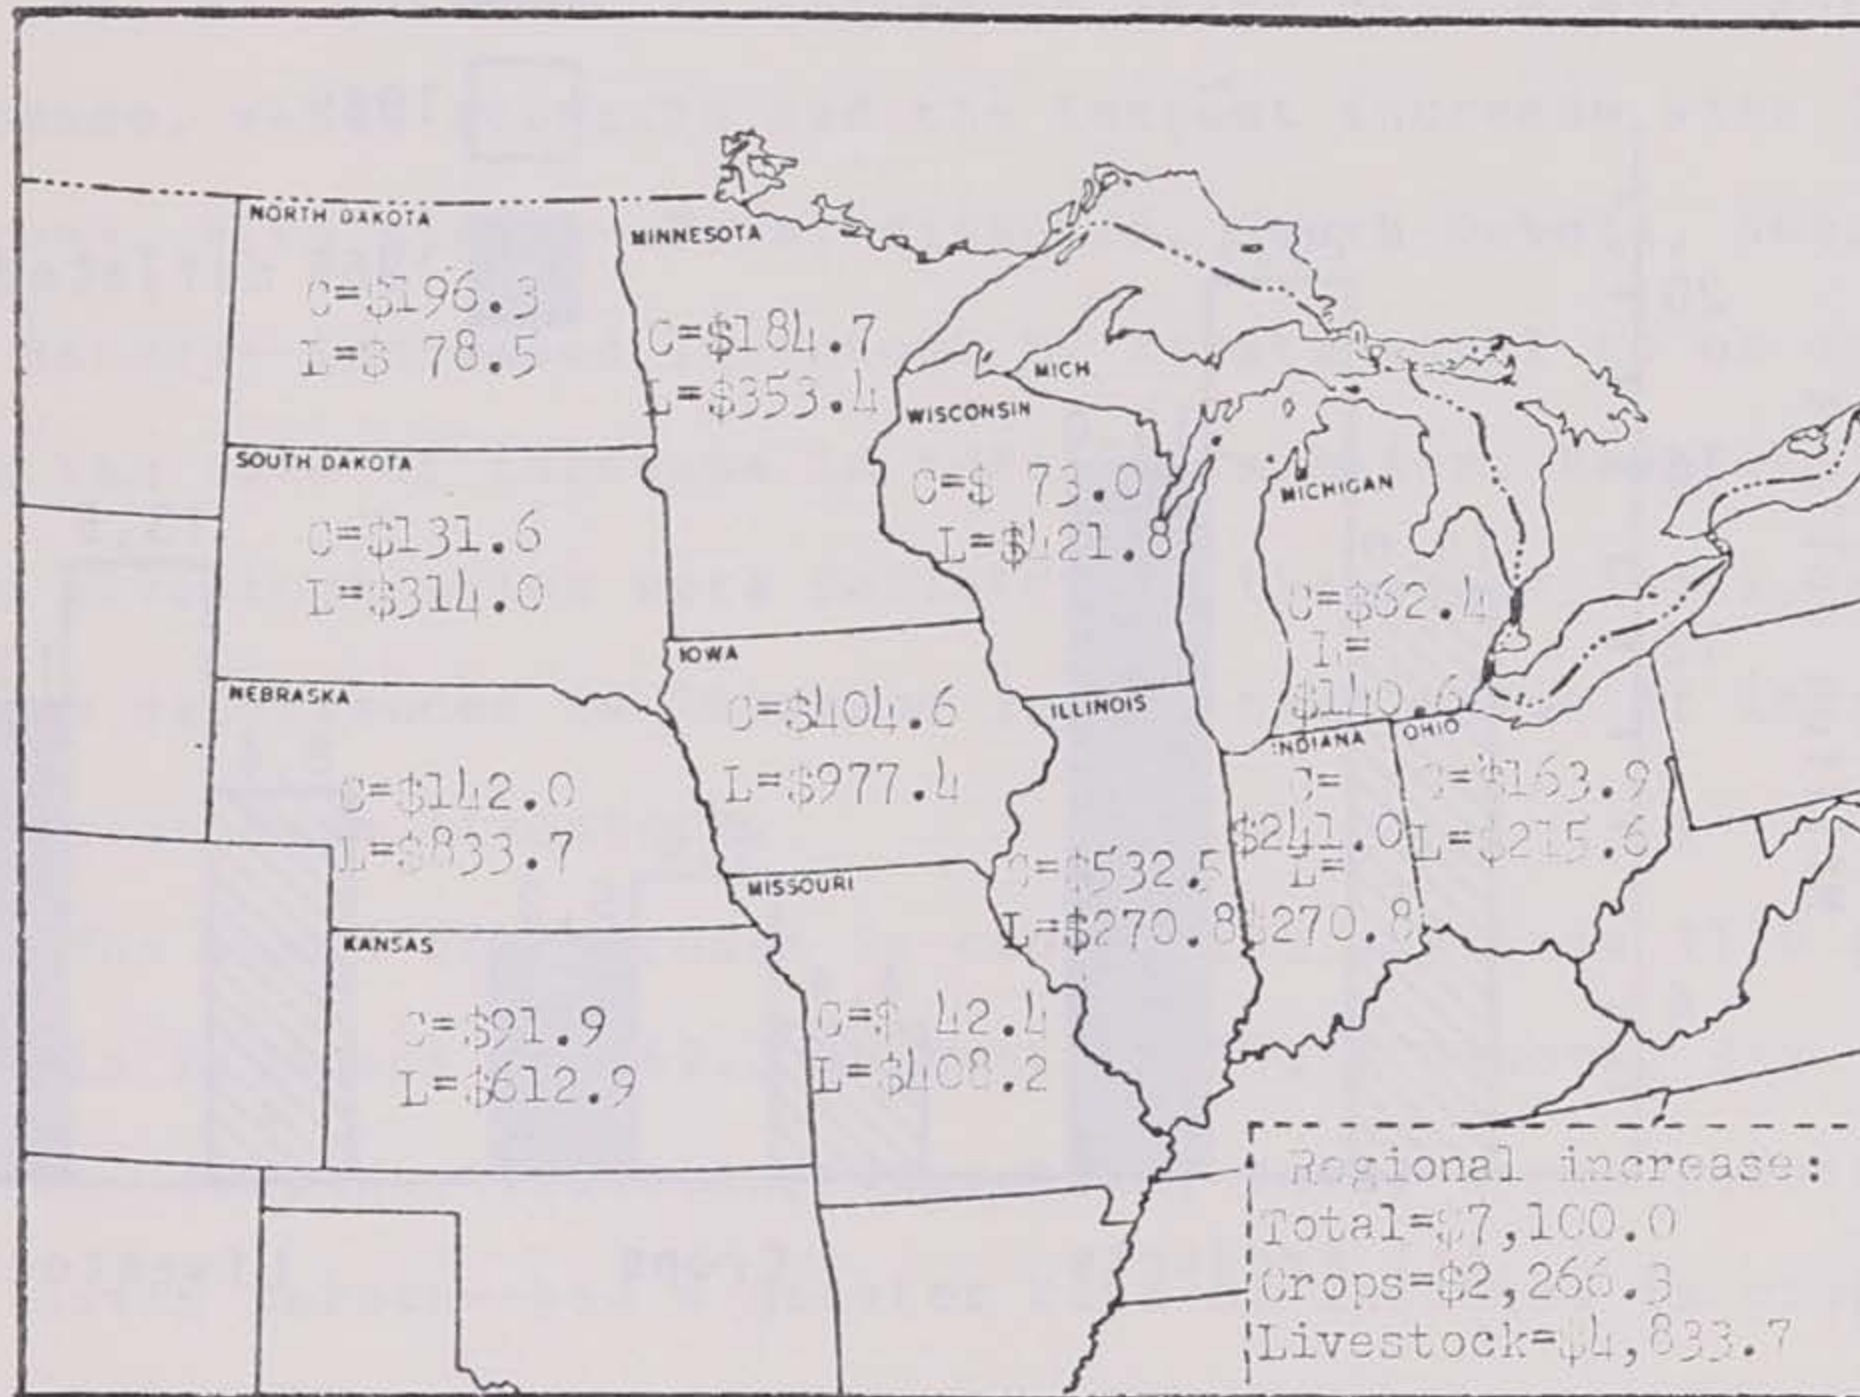 NORTH DAKOTA
C=$196.3
L=$ 78.5
MINNESOTA
C=$184.7
L=$353.4
MICH
WISCONSIN
C=$ 73.0
L=$421.8
MICHIGAN
C=$62.4
L=
$140.6
SOUTH DAKOTA
C=$131.6
L=$314.0
NEBRASKA
C=$142.0
L=$833.7
IOWA
C=$404.6
L=$977.4
ILLINOIS
C=$532.5
L=$270.8
INDIANA
C=
$241.0
L=
$270.8
OHIO
C=$163.9
L=$215.6
KANSAS
C=$91.9
L=$612.9
MISSOURI
C=$ 42.4
L=$408.2
Regional increase:
Total=$7,100.0
Crops=$2,266.3
Livestock=$4,833.7